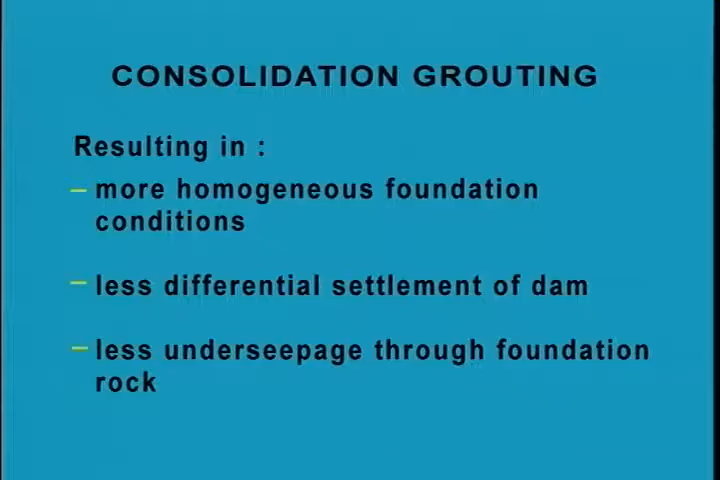 CONSOLIDATION GROUTING
Resulting in :
– more homogeneous foundation
conditions
– less differential settlement of dam
– less underseepage through foundation
rock